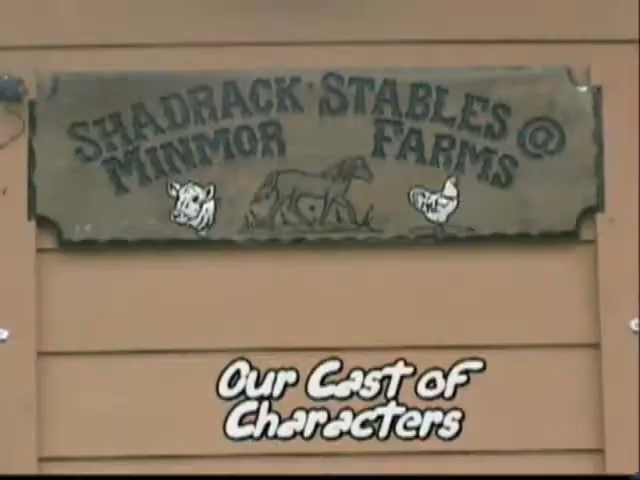 SHADRACK STABLES @
MINMOR FARMS
Our Cast of
Characters